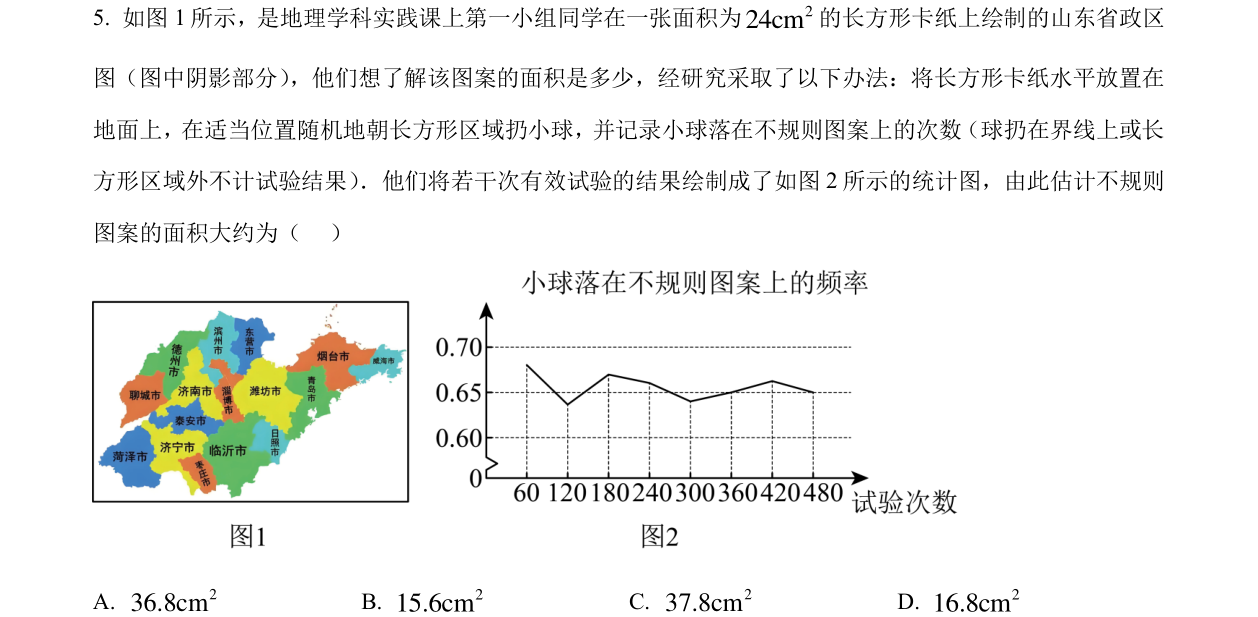 5. 如图 1 所示，是地理学科实践课上第一小组同学在一张面积为 24cm² 的长方形卡纸上绘制的山东省政区
图（图中阴影部分），他们想了解该图案的面积是多少，经研究采取了以下办法：将长方形卡纸水平放置在
地面上，在适当位置随机地朝长方形区域扔小球，并记录小球落在不规则图案上的次数（球扔在界线上或长
方形区域外不计试验结果）．他们将若干次有效试验的结果绘制成了如图 2 所示的统计图，由此估计不规则
图案的面积大约为（ ）
滨州市
东营市
德州市
烟台市
威海市
聊城市
济南市
淄博市
潍坊市
青岛市
泰安市
菏泽市
济宁市
临沂市
日照市
枣庄市
图1
小球落在不规则图案上的频率
0.70
0.65
0.60
0
60 120 180 240 300 360 420 480
试验次数
图2
A. 36.8cm² B. 15.6cm² C. 37.8cm² D. 16.8cm²